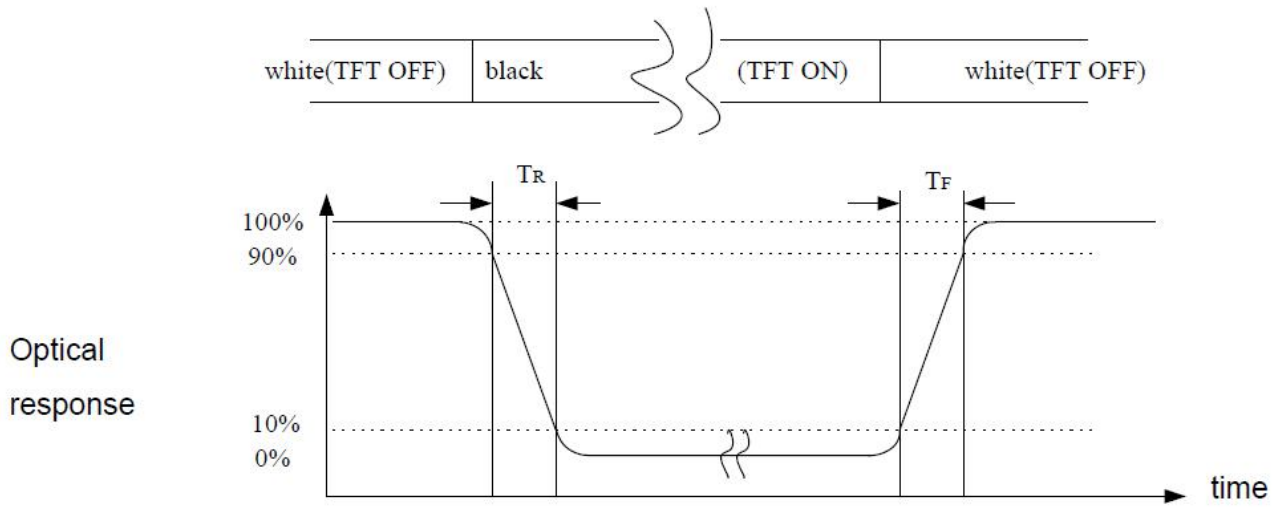 white(TFT OFF) black (TFT ON) white(TFT OFF)
TR TF
100%
90%
Optical
response
10%
0%
time